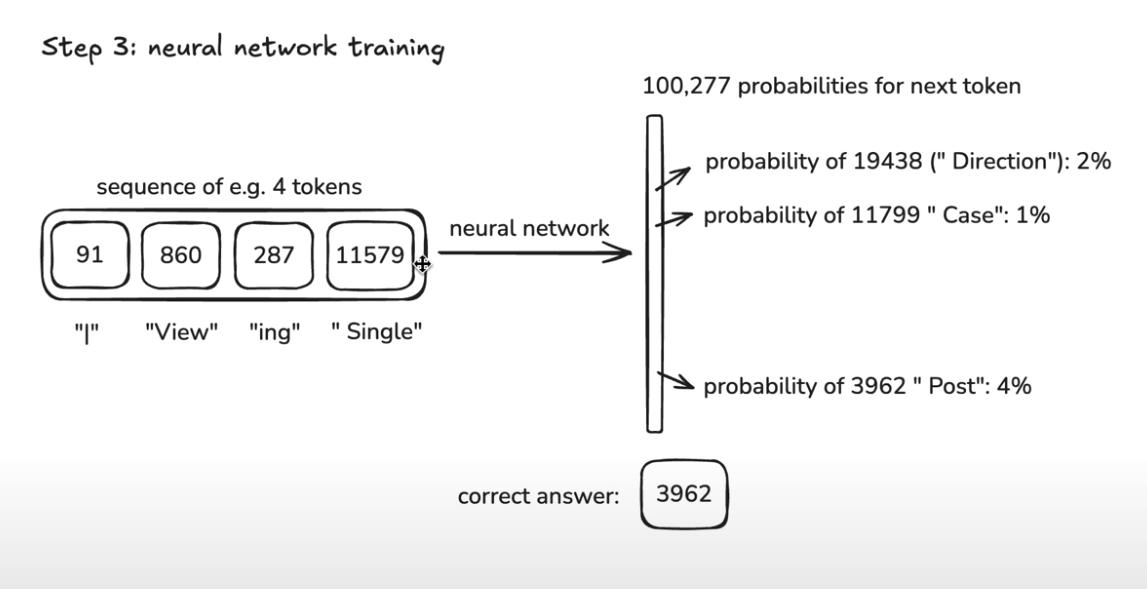 Step 3: neural network training
100,277 probabilities for next token
probability of 19438 (" Direction"): 2%
sequence of e.g. 4 tokens
probability of 11799 " Case": 1%
neural network
91 860 287 11579
"|" "View" "ing" " Single"
probability of 3962 " Post": 4%
correct answer: 3962